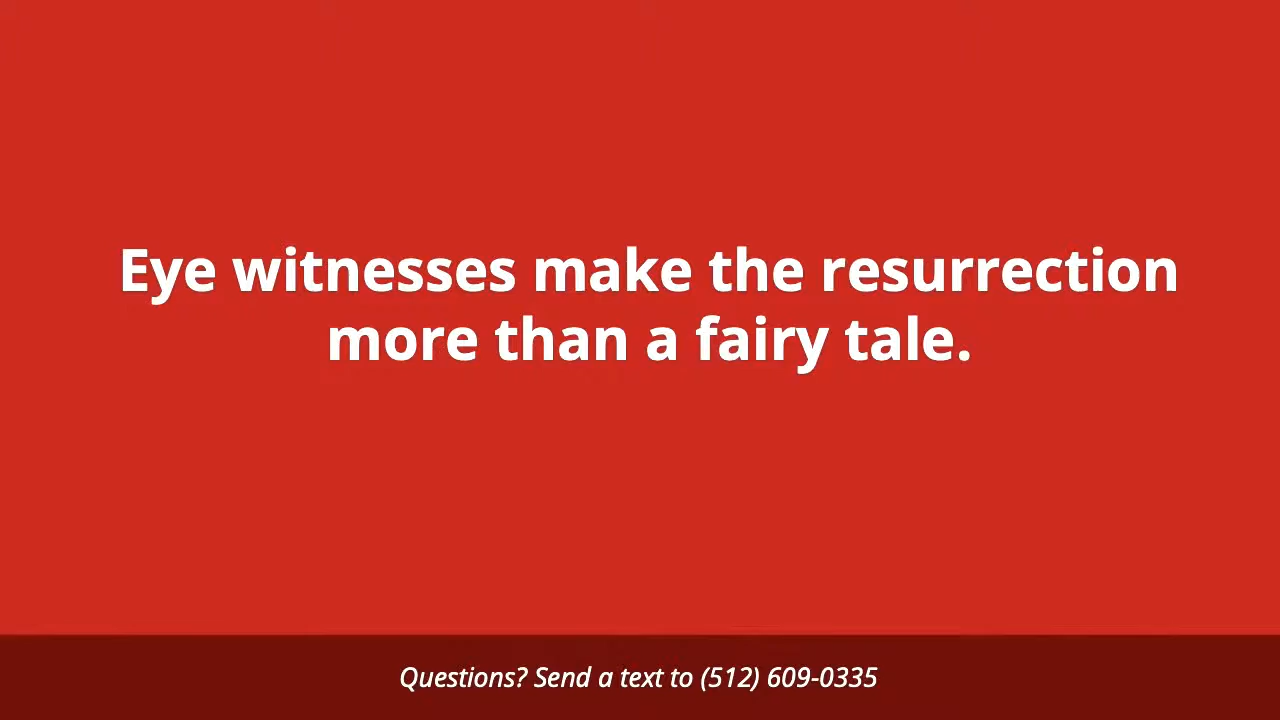 Eye witnesses make the resurrection
more than a fairy tale.
Questions? Send a text to (512) 609-0335